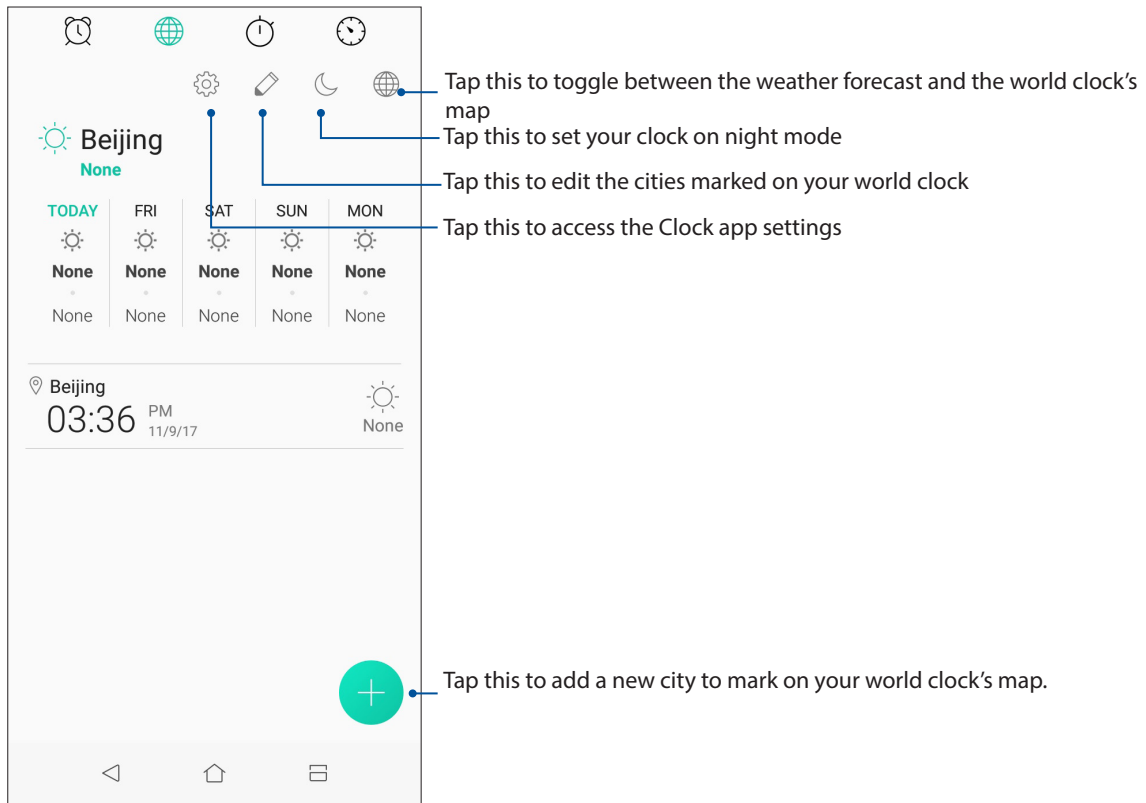 Tap this to toggle between the weather forecast and the world clock’s
map
Tap this to set your clock on night mode
Tap this to edit the cities marked on your world clock
Tap this to access the Clock app settings
Beijing
None
TODAY FRI SAT SUN MON
None None None None None
None None None None None
Beijing
03:36 PM
11/9/17
None
Tap this to add a new city to mark on your world clock’s map.